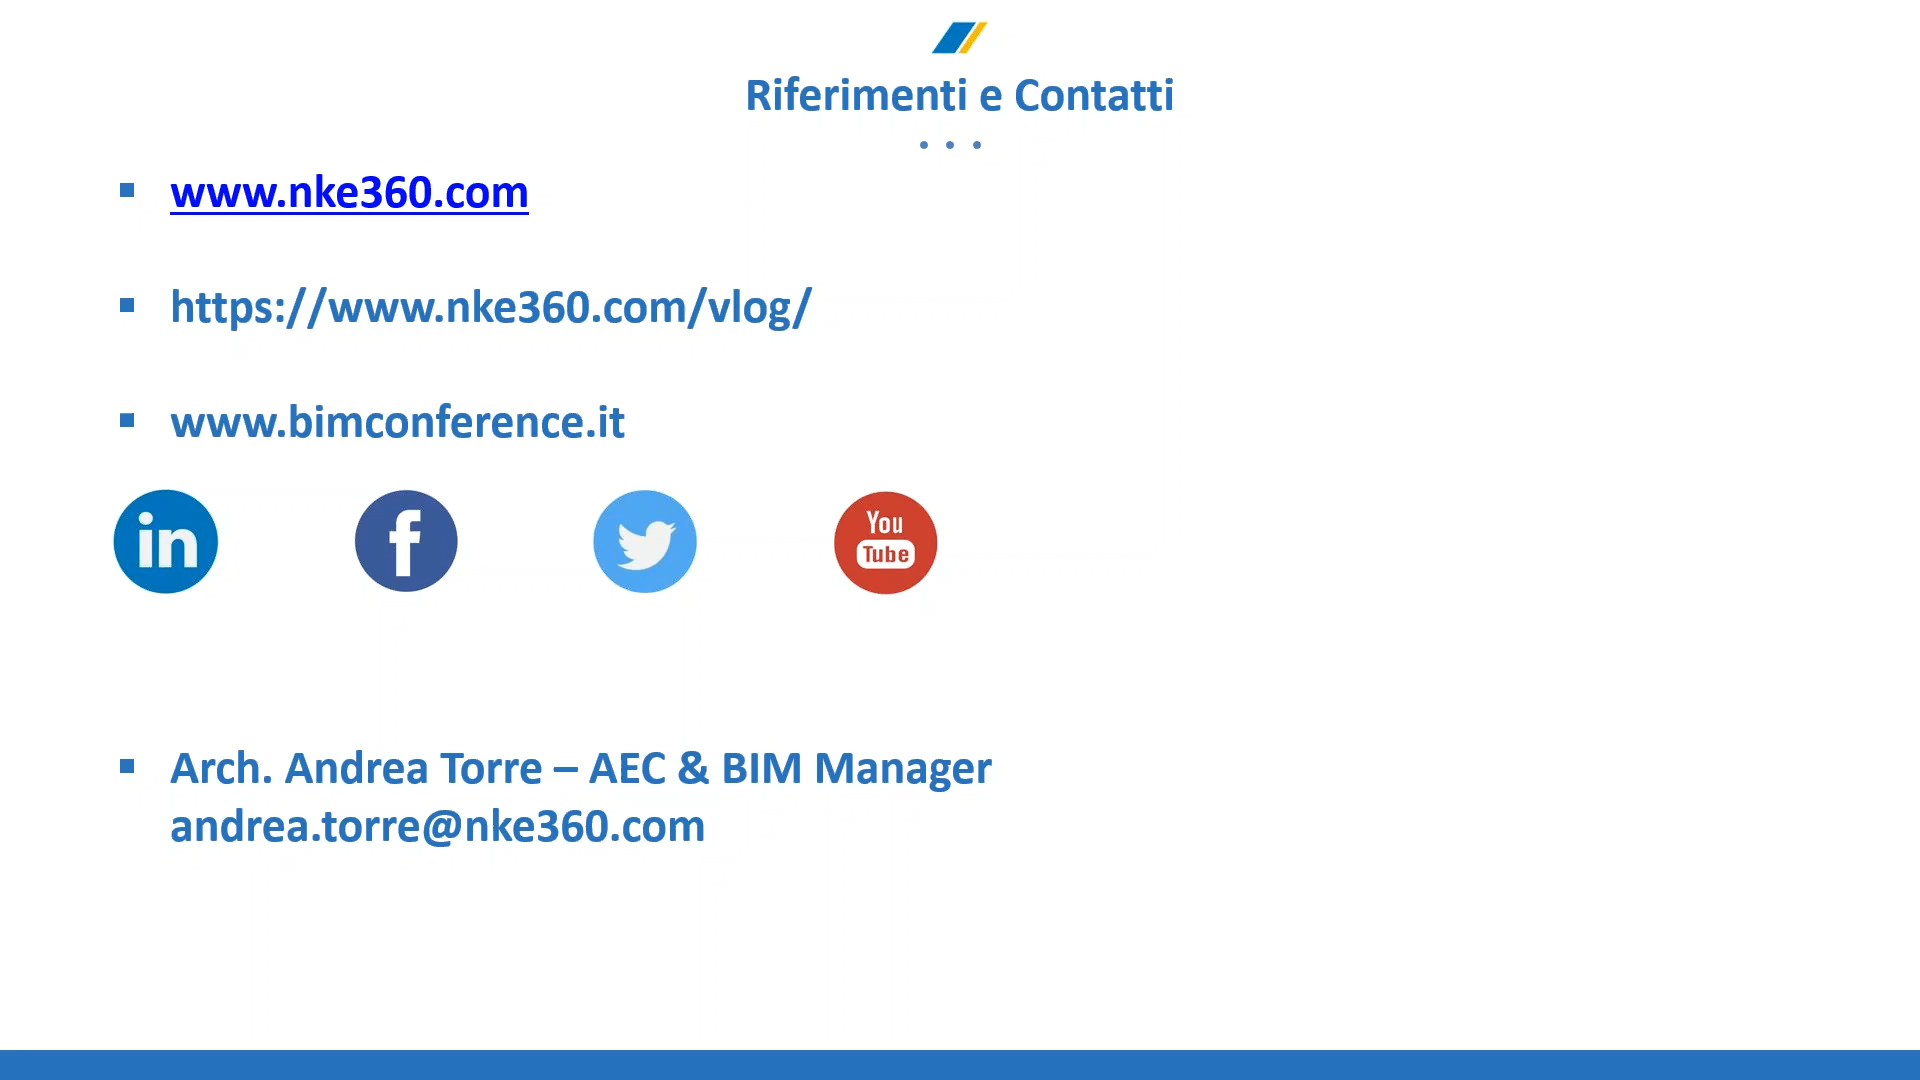 Riferimenti e Contatti
www.nke360.com
https://www.nke360.com/vlog/
www.bimconference.it
in
f
You
Tube
Arch. Andrea Torre – AEC & BIM Manager
andrea.torre@nke360.com